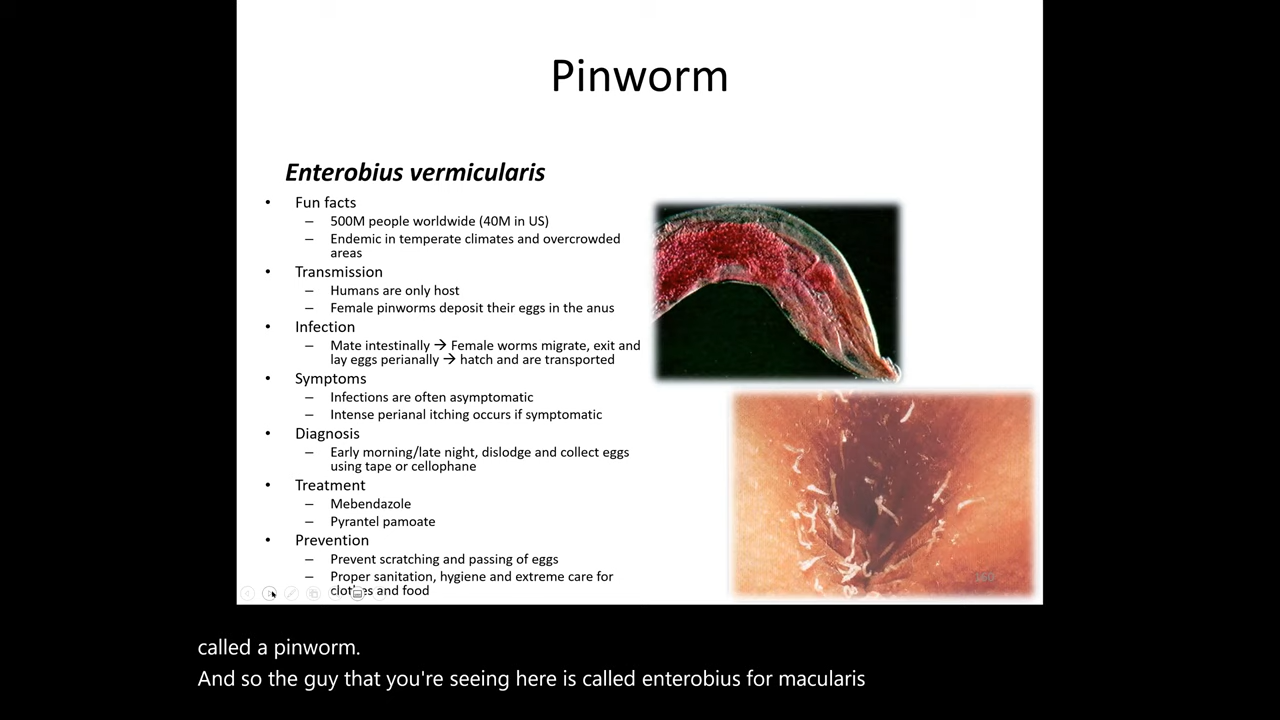 Pinworm
Enterobius vermicularis
• Fun facts
– 500M people worldwide (40M in US)
– Endemic in temperate climates and overcrowded
areas
• Transmission
– Humans are only host
– Female pinworms deposit their eggs in the anus
• Infection
– Mate intestinally → Female worms migrate, exit and
lay eggs perianally → hatch and are transported
• Symptoms
– Infections are often asymptomatic
– Intense perianal itching occurs if symptomatic
• Diagnosis
– Early morning/late night, dislodge and collect eggs
using tape or cellophane
• Treatment
– Mebendazole
– Pyrantel pamoate
• Prevention
– Prevent scratching and passing of eggs
– Proper sanitation, hygiene and extreme care for
clothes and food
160
called a pinworm.
And so the guy that you're seeing here is called enterobius for macularis